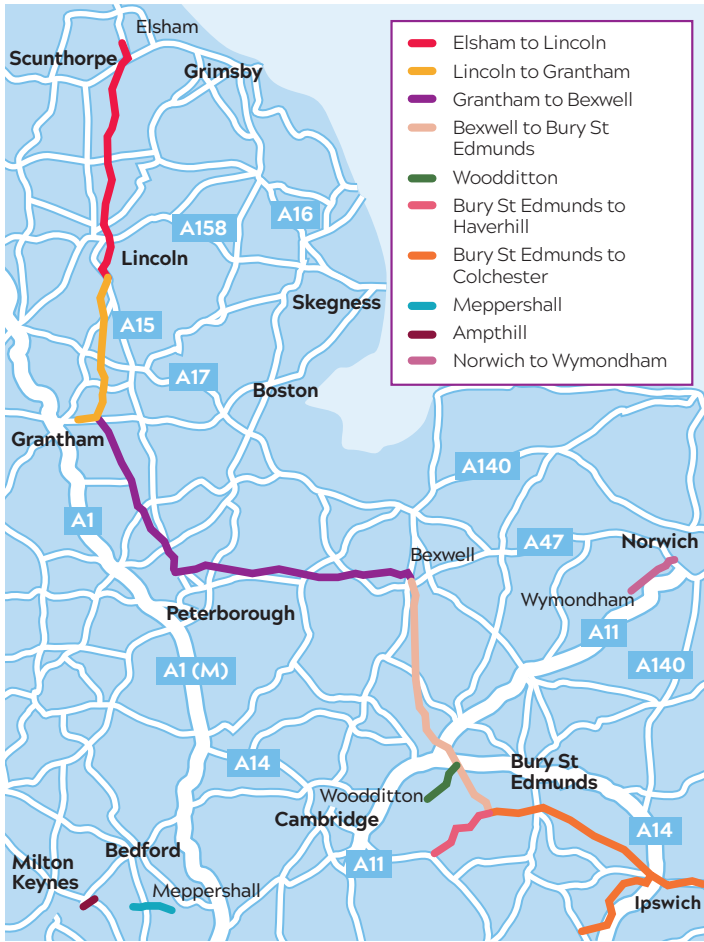 Elsham
Scunthorpe
Grimsby
Elsham to Lincoln
Lincoln to Grantham
Grantham to Bexwell
Bexwell to Bury St
Edmunds
Woodditton
Bury St Edmunds to
Haverhill
Bury St Edmunds to
Colchester
Meppershall
Ampthill
Norwich to Wymondham
A16
A158
Lincoln
Skegness
A15
A17
Boston
Grantham
A140
A1
A47
Norwich
Bexwell
Wymondham
Peterborough
A11
A1 (M)
A140
A14
Bury St
Edmunds
Woodditton
Cambridge
A14
Bedford
A11
Milton
Keynes
Meppershall
Ipswich